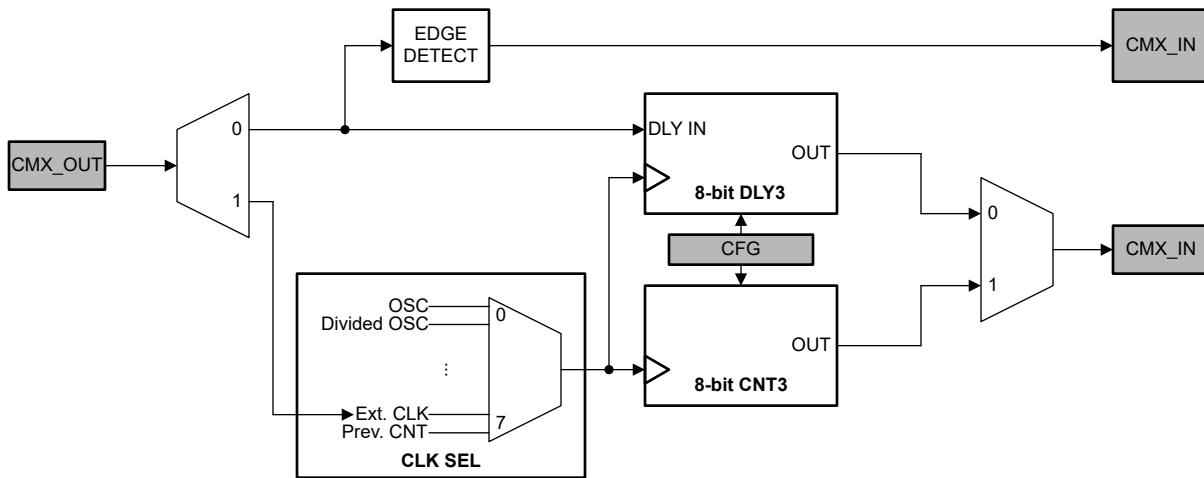 EDGE
DETECT
CMX_IN
0
DLY IN
CMX_OUT
OUT
1
8-bit DLY3
0
CFG
CMX_IN
OSC
0
1
Divided OSC
OUT
...
8-bit CNT3
Ext. CLK
7
Prev. CNT
CLK SEL